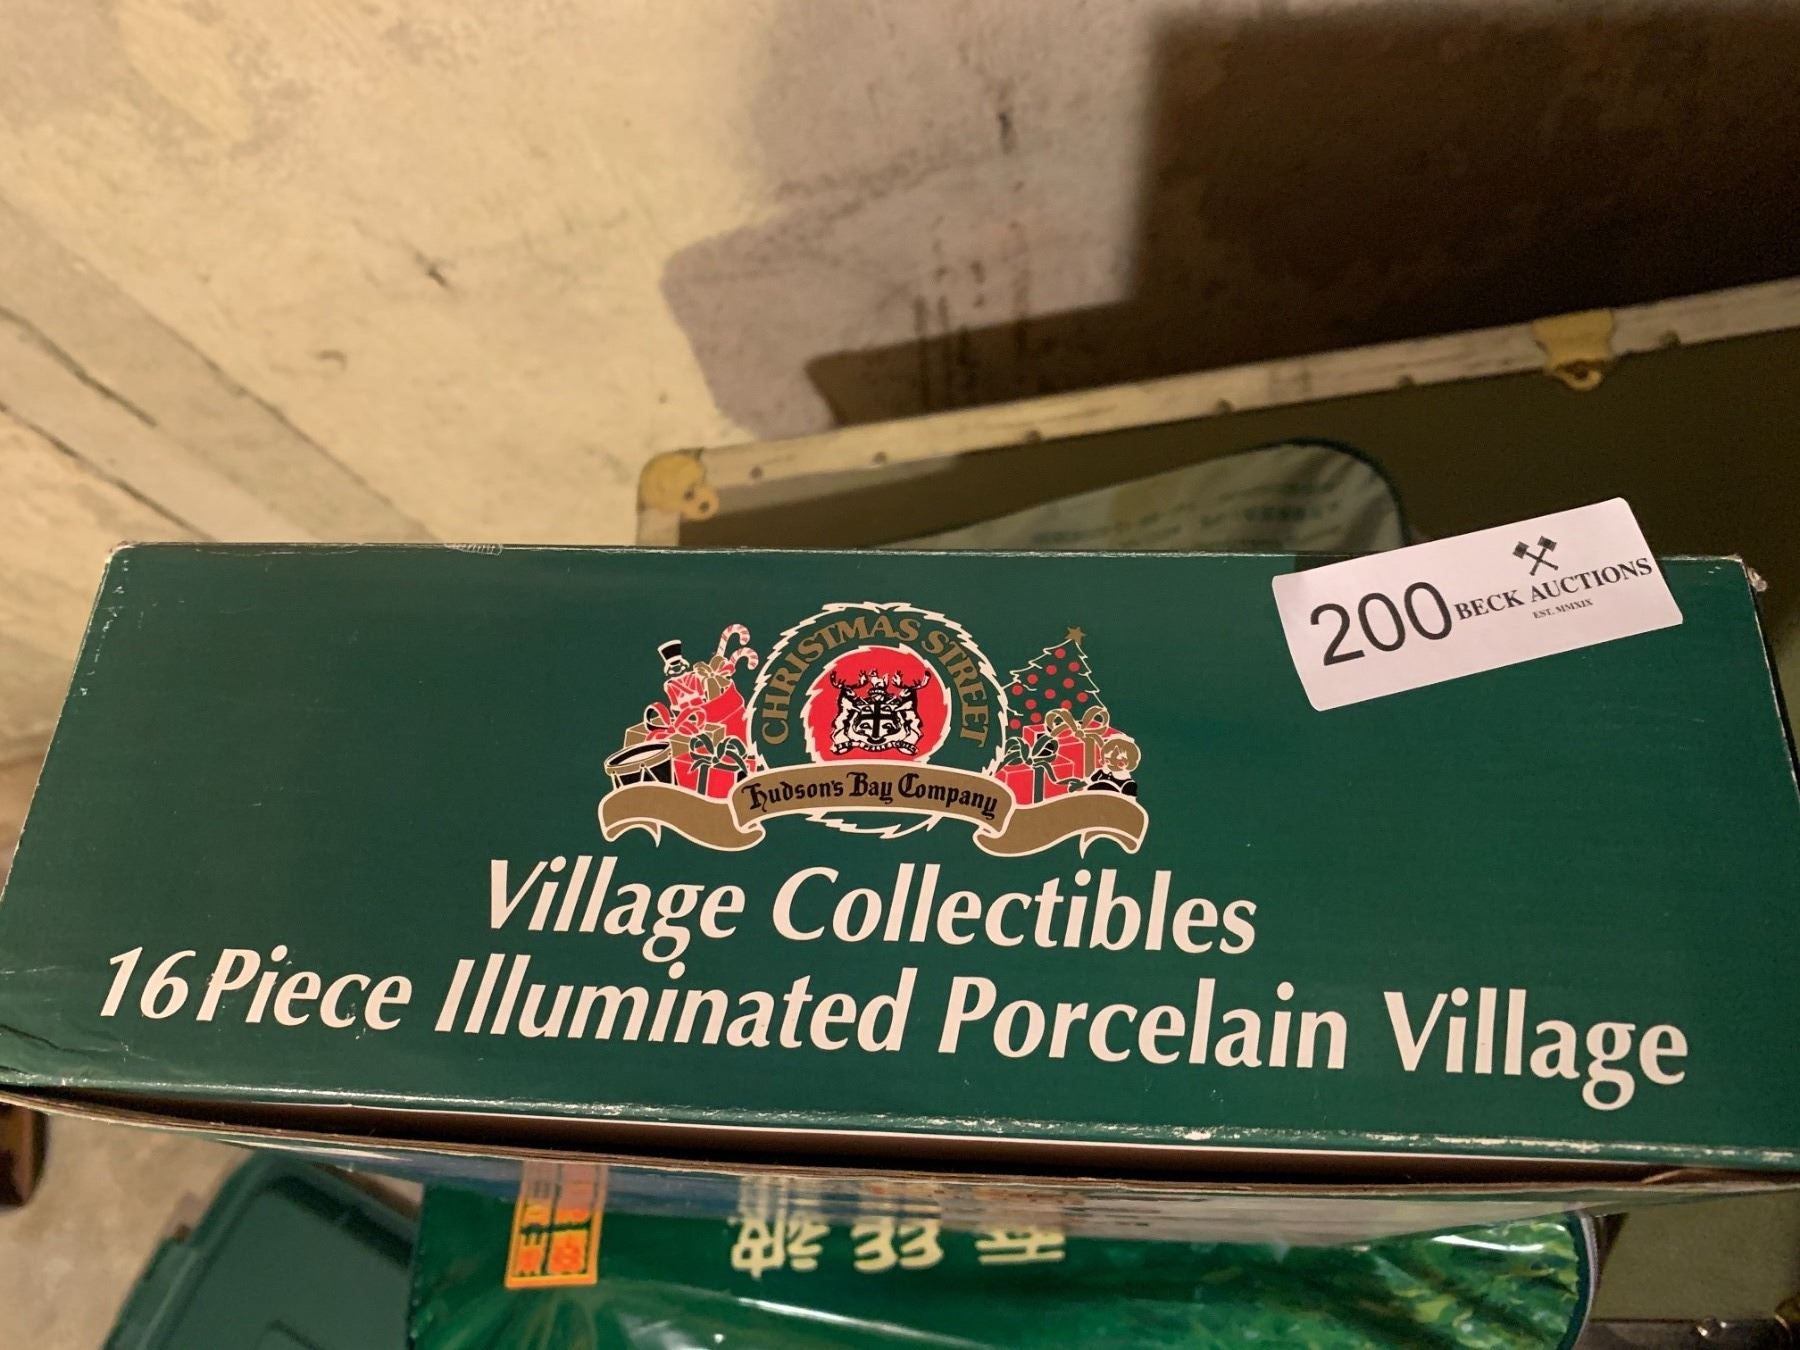 200 BECK AUCTIONS
EST. MMXIX
CHRISTMAS STREET
Hudson's Bay Company
Village Collectibles
16 Piece Illuminated Porcelain Village